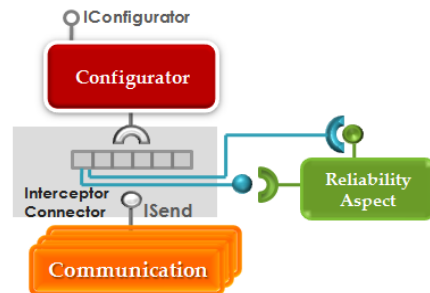 IConfigurator
Configurator
Interceptor
Connector
ISend
Reliability
Aspect
Communication